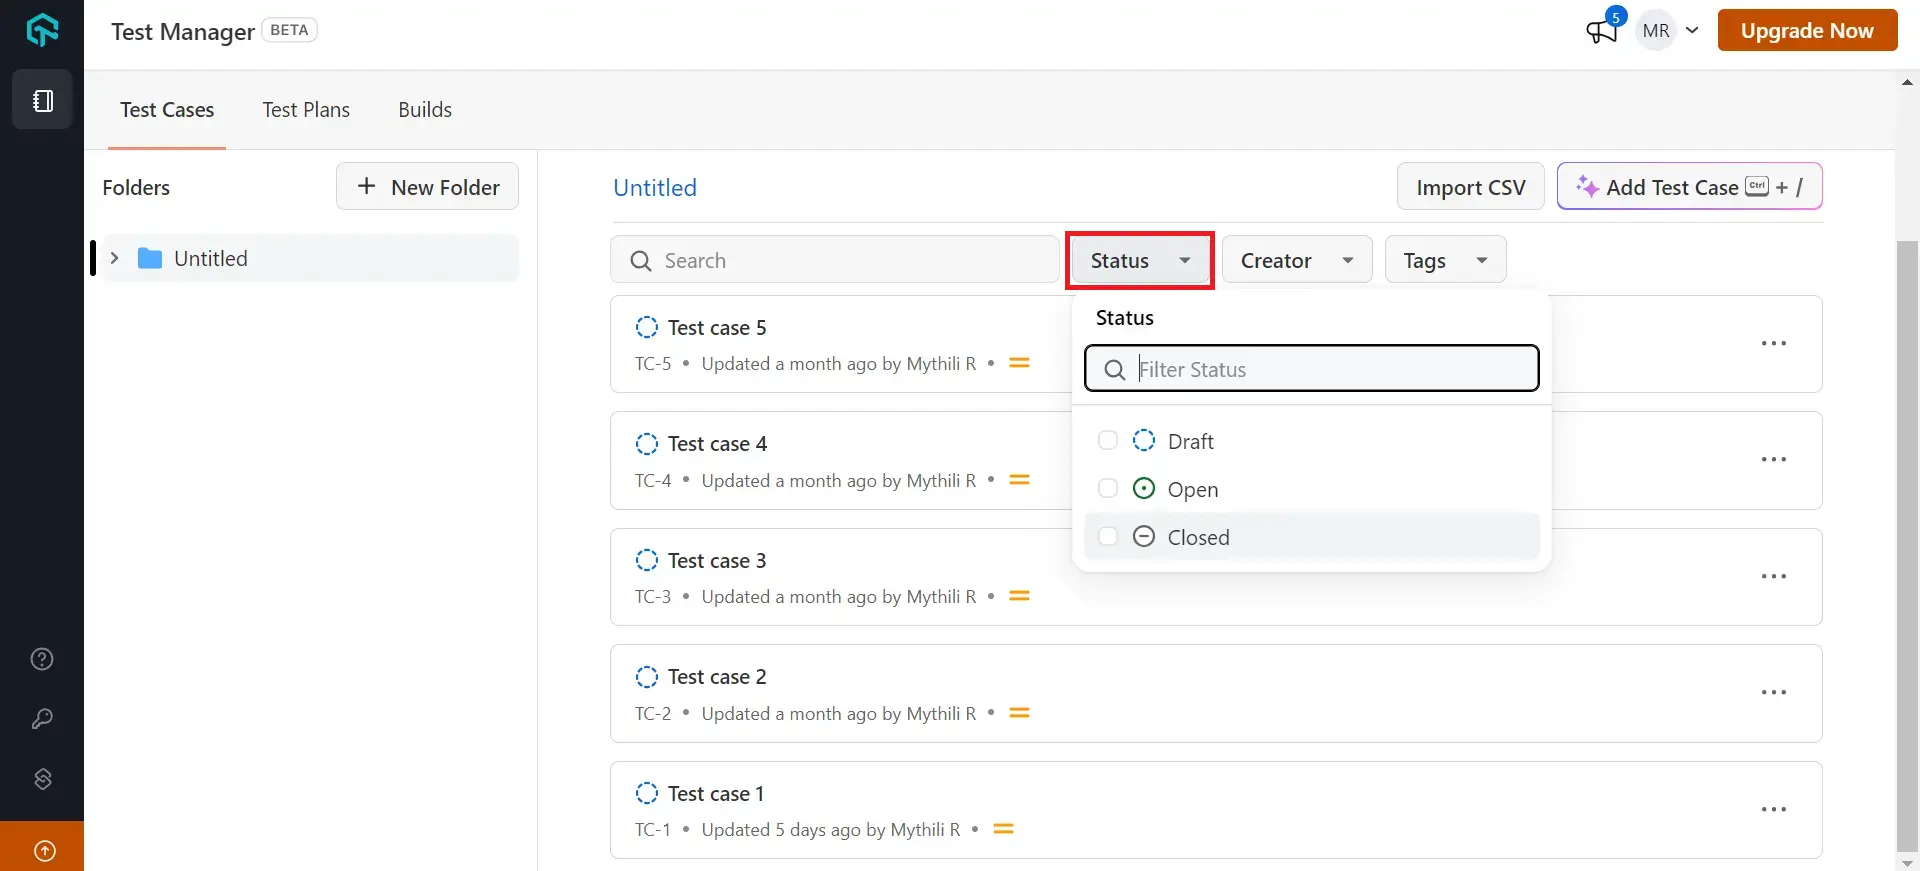 Test Manager BETA
5
MR
Upgrade Now
Test Cases
Test Plans
Builds
Folders
+ New Folder
Untitled
Untitled
Import CSV
Add Test Case Ctrl + /
Search
Status
Creator
Tags
Status
Filter Status
Draft
Open
Closed
Test case 5
TC-5 • Updated a month ago by Mythili R •
Test case 4
TC-4 • Updated a month ago by Mythili R •
Test case 3
TC-3 • Updated a month ago by Mythili R •
Test case 2
TC-2 • Updated a month ago by Mythili R •
Test case 1
TC-1 • Updated 5 days ago by Mythili R •